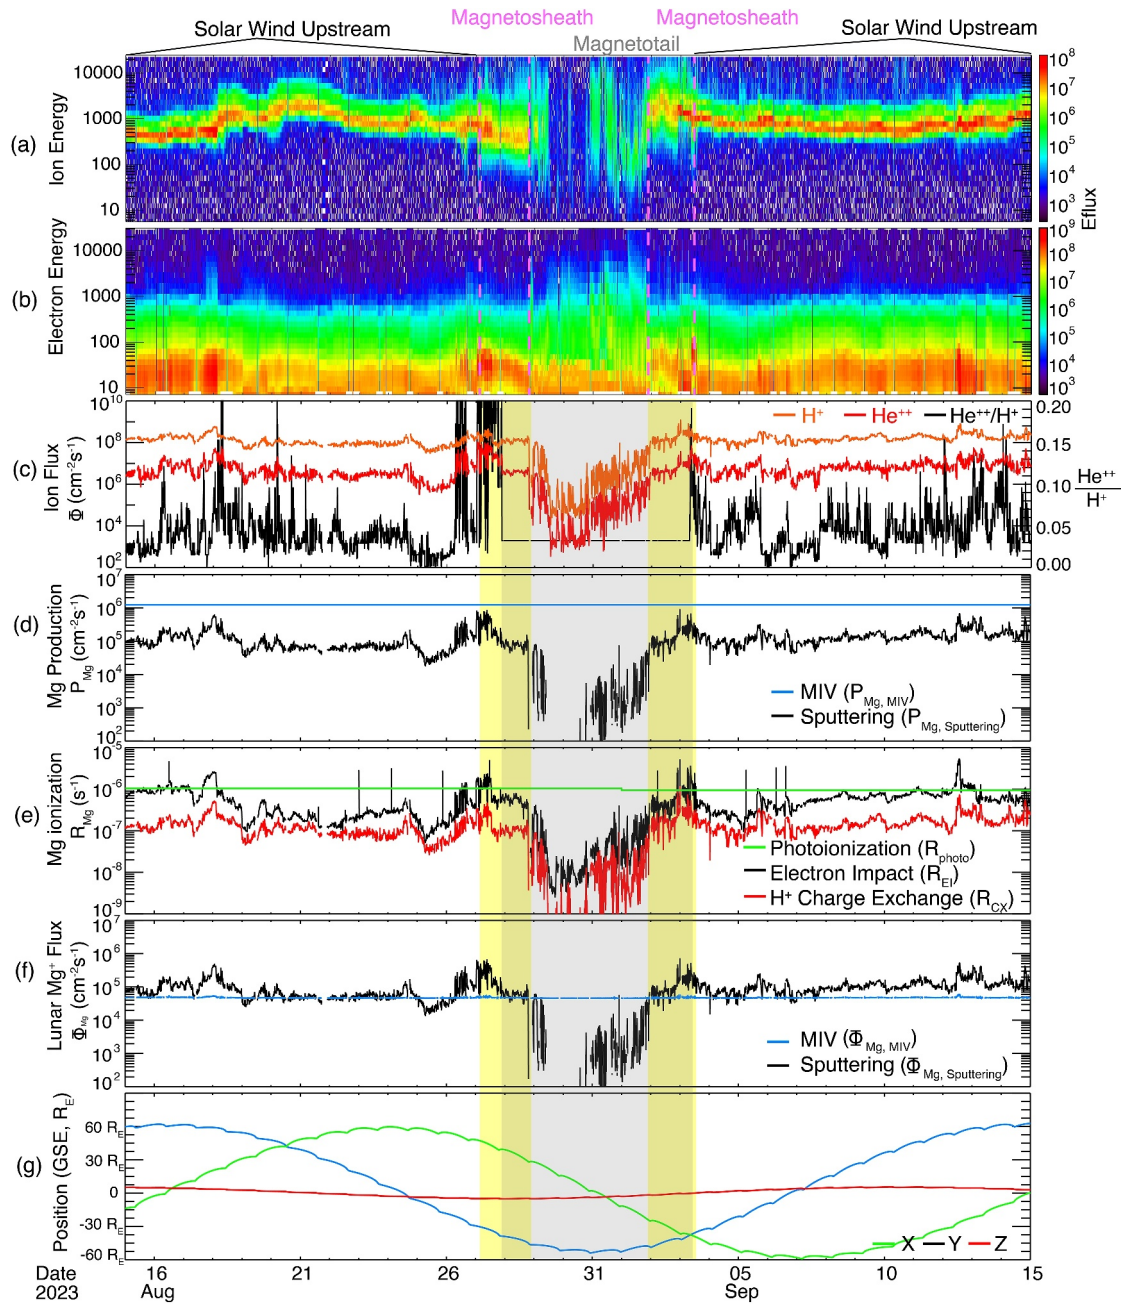 Magnetosheath Magnetosheath
Solar Wind Upstream Magnetotail Solar Wind Upstream
(a) Ion Energy
10000
1000
100
10
10⁸
10⁷
10⁶
10⁵
10⁴
10³
Eflux
(b) Electron Energy
10000
1000
100
10
10⁹
10⁸
10⁷
10⁶
10⁵
10⁴
10³
(c) Ion Flux
Φ (cm⁻²s⁻¹)
10¹⁰
10⁸
10⁶
10⁴
10²
H⁺ He⁺⁺ He⁺⁺/H⁺
0.20
0.15
0.10
0.05
0.00
He⁺⁺
H⁺
(d) Mg Production
P_Mg (cm⁻²s⁻¹)
10⁷
10⁶
10⁵
10⁴
10³
10²
MIV (P_Mg, MIV)
Sputtering (P_Mg, Sputtering)
(e) Mg ionization
R_Mg (s⁻¹)
10⁻⁵
10⁻⁶
10⁻⁷
10⁻⁸
10⁻⁹
Photoionization (R_photo)
Electron Impact (R_EI)
H⁺ Charge Exchange (R_CX)
(f) Lunar Mg⁺ Flux
Φ_Mg (cm⁻²s⁻¹)
10⁷
10⁶
10⁵
10⁴
10³
10²
MIV (Φ_Mg, MIV)
Sputtering (Φ_Mg, Sputtering)
(g) Position (GSE, R_E)
60 R_E
30 R_E
0
-30 R_E
-60 R_E
X Y Z
Date 16 21 26 31 05 10 15
2023 Aug Sep